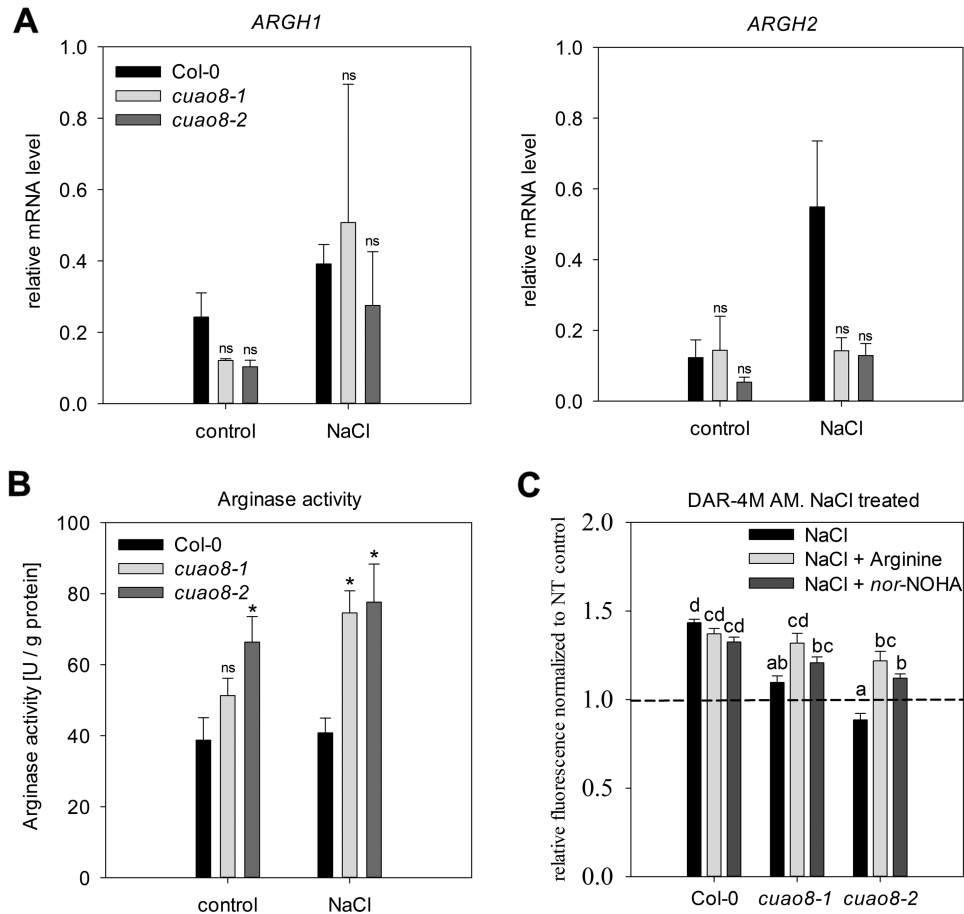 A
ARGH1
relative mRNA level
1.0
0.8
0.6
0.4
0.2
0.0
Col-0
cuao8-1
cuao8-2
ns
ns
ns
ns
control
NaCl
ARGH2
relative mRNA level
1.0
0.8
0.6
0.4
0.2
0.0
ns
ns
ns
ns
control
NaCl
B
Arginase activity
Arginase activity [U / g protein]
100
80
60
40
20
0
Col-0
cuao8-1
cuao8-2
ns
*
*
*
control
NaCl
C
DAR-4M AM. NaCl treated
relative fluorescence normalized to NT control
2.0
1.5
1.0
0.5
0.0
NaCl
NaCl + Arginine
NaCl + nor-NOHA
d
cd
cd
ab
cd
bc
a
bc
b
Col-0
cuao8-1
cuao8-2